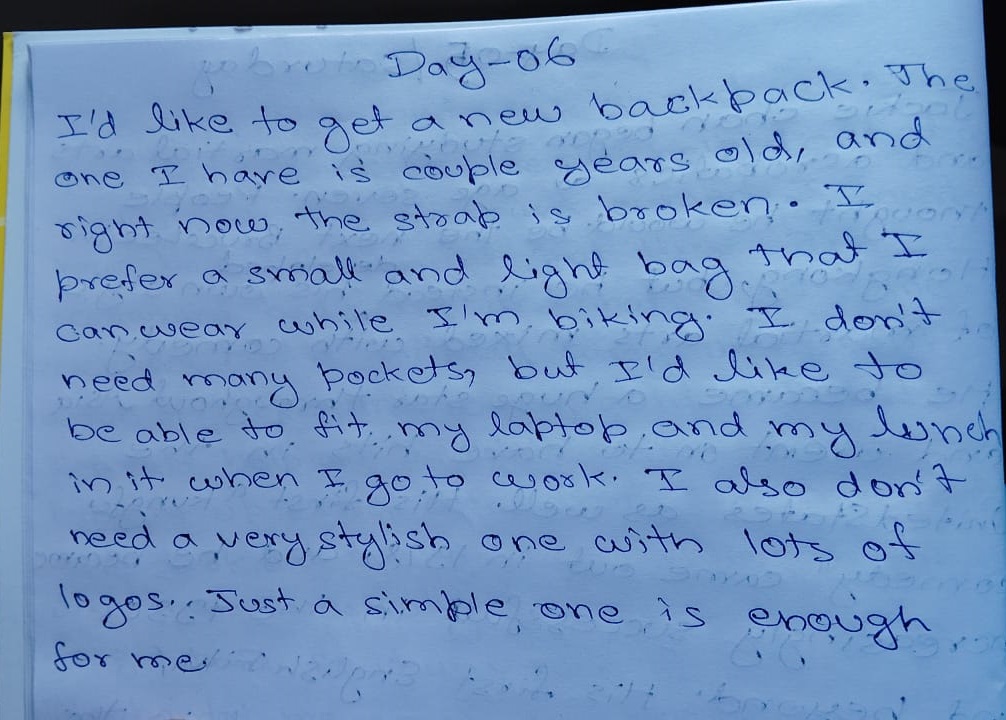 Day-06
I'd like to get a new backpack. The
one I have is couple years old, and
right now, the strap is broken. I
prefer a small and light bag that I
can wear while I'm biking. I don't
need many pockets, but I'd like to
be able to fit my laptop and my lunch
in it when I go to work. I also don't
need a very stylish one with lots of
logos. Just a simple one is enough
for me.